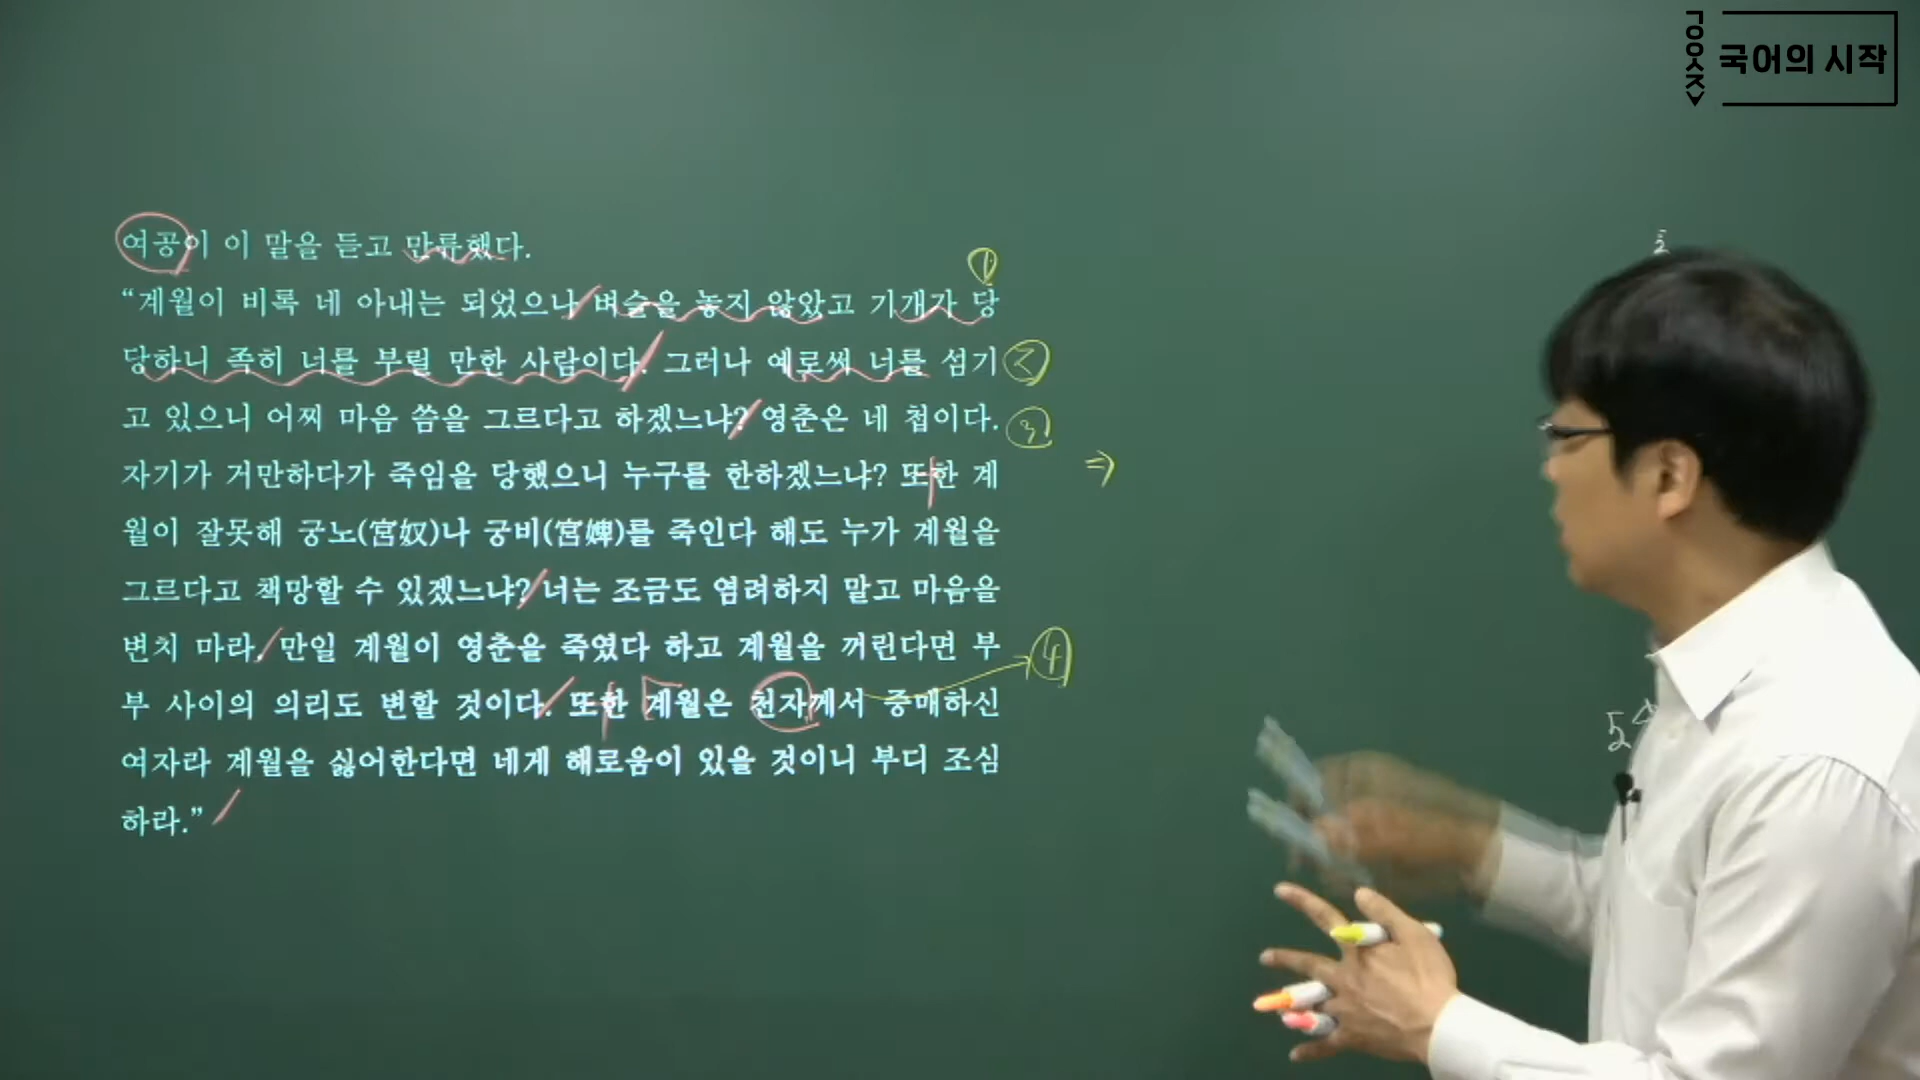 국어의 시작
여공이 이 말을 듣고 만류했다.
①
“계월이 비록 네 아내는 되었으나 벼슬을 놓지 않았고 기개가 당
당하니 족히 너를 부릴 만한 사람이다. 그러나 예로써 너를 섬기 ②
고 있으니 어찌 마음 씀을 그르다고 하겠느냐? 영춘은 네 첩이다. ③
자기가 거만하다가 죽임을 당했으니 누구를 한하겠느냐? 또한 계 ⇒
월이 잘못해 궁노(宮奴)나 궁비(宮婢)를 죽인다 해도 누가 계월을
그르다고 책망할 수 있겠느냐? 너는 조금도 염려하지 말고 마음을
변치 마라. 만일 계월이 영춘을 죽였다 하고 계월을 꺼린다면 부 ④
부 사이의 의리도 변할 것이다. 또한 계월은 천자께서 중매하신
여자라 계월을 싫어한다면 네게 해로움이 있을 것이니 부디 조심
하라.”